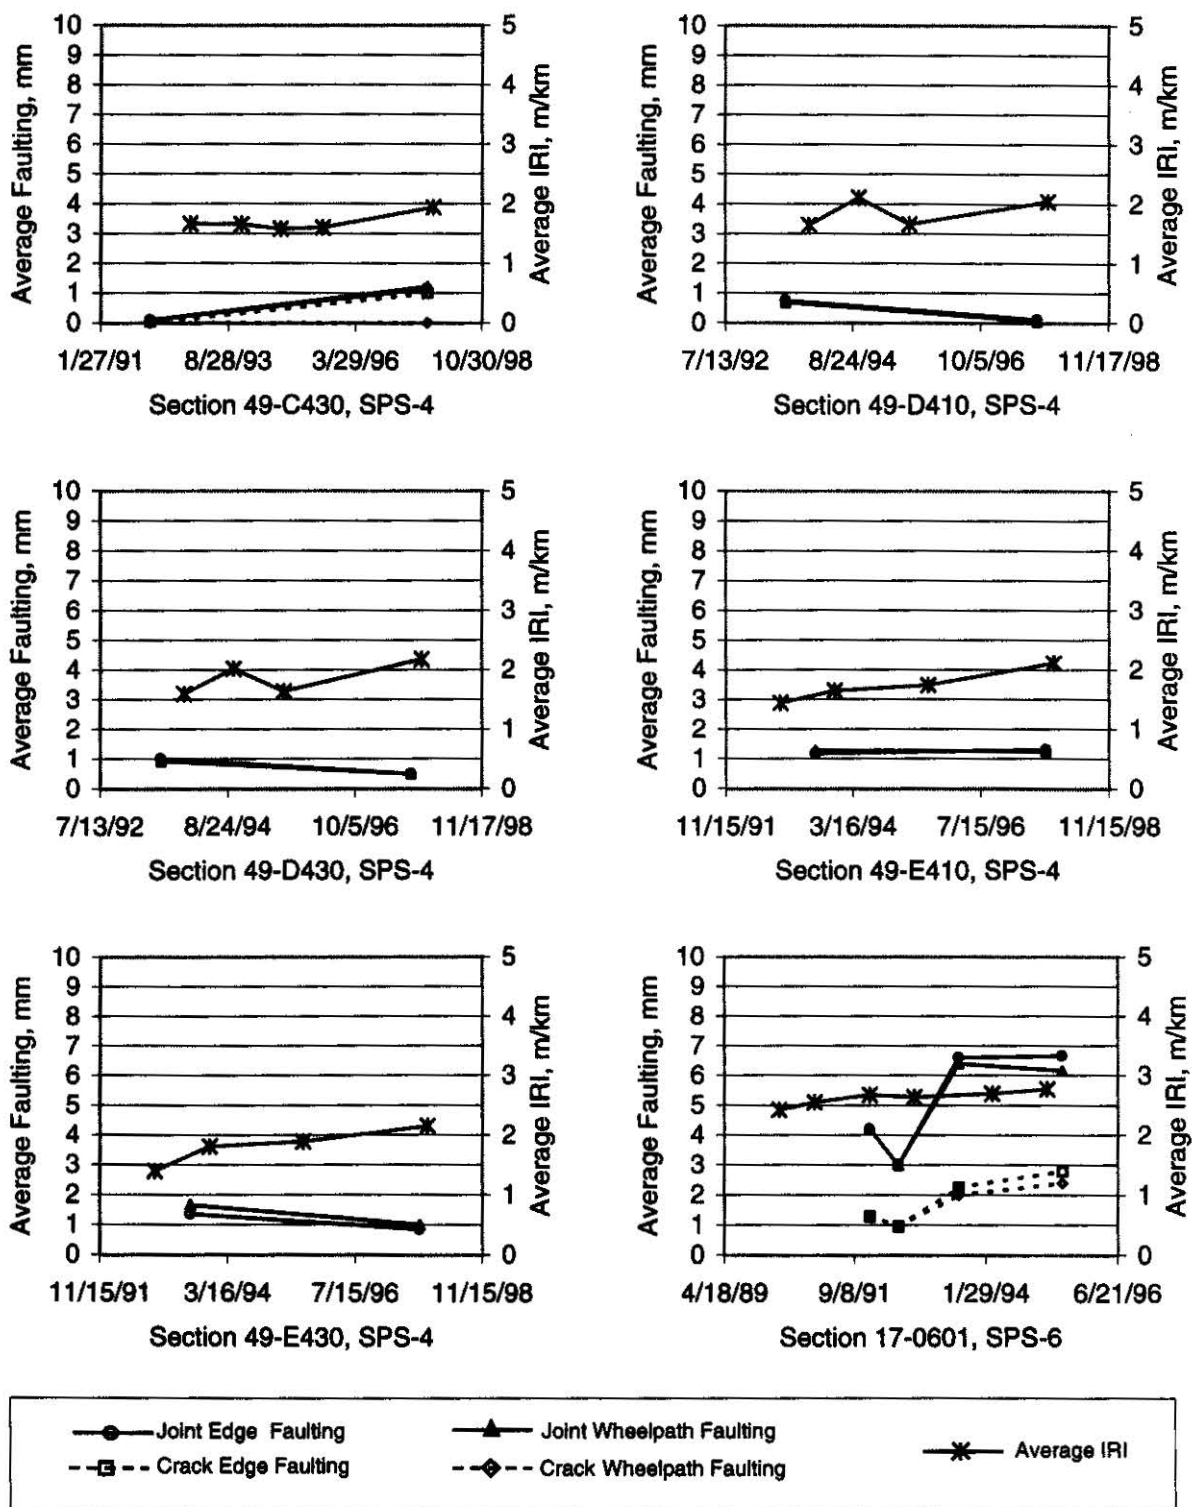 10 5
9
8 4
7
6 3
5
4 2
3
2 1
1
0 0
Average Faulting, mm
Average IRI, m/km
1/27/91 8/28/93 3/29/96 10/30/98
Section 49-C430, SPS-4
10 5
9
8 4
7
6 3
5
4 2
3
2 1
1
0 0
Average Faulting, mm
Average IRI, m/km
7/13/92 8/24/94 10/5/96 11/17/98
Section 49-D410, SPS-4
10 5
9
8 4
7
6 3
5
4 2
3
2 1
1
0 0
Average Faulting, mm
Average IRI, m/km
7/13/92 8/24/94 10/5/96 11/17/98
Section 49-D430, SPS-4
10 5
9
8 4
7
6 3
5
4 2
3
2 1
1
0 0
Average Faulting, mm
Average IRI, m/km
11/15/91 3/16/94 7/15/96 11/15/98
Section 49-E410, SPS-4
10 5
9
8 4
7
6 3
5
4 2
3
2 1
1
0 0
Average Faulting, mm
Average IRI, m/km
11/15/91 3/16/94 7/15/96 11/15/98
Section 49-E430, SPS-4
10 5
9
8 4
7
6 3
5
4 2
3
2 1
1
0 0
Average Faulting, mm
Average IRI, m/km
4/18/89 9/8/91 1/29/94 6/21/96
Section 17-0601, SPS-6
Joint Edge Faulting Joint Wheelpath Faulting Average IRI
Crack Edge Faulting Crack Wheelpath Faulting